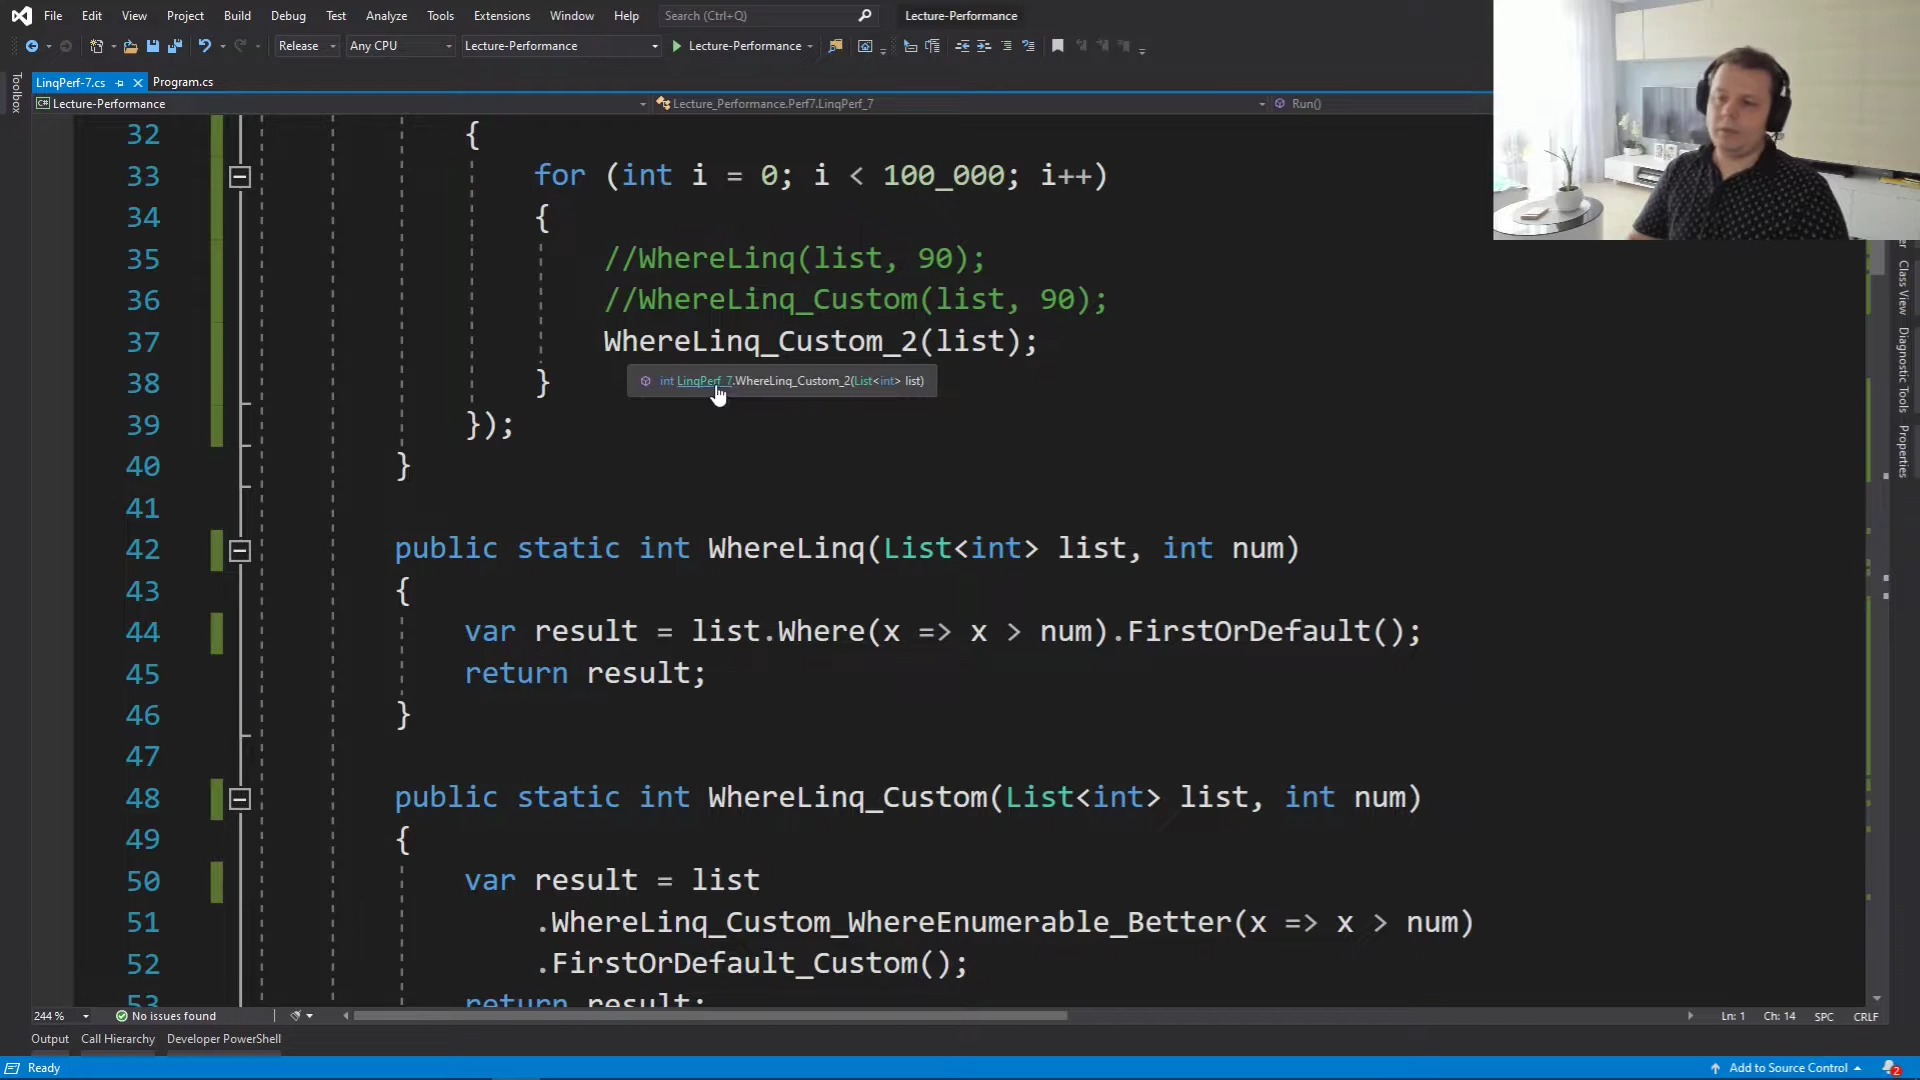 File Edit View Project Build Debug Test Analyze Tools Extensions Window Help Search (Ctrl+Q) Lecture-Performance
Release Any CPU Lecture-Performance Lecture-Performance
LinqPerf-7.cs Program.cs
Toolbox
C# Lecture-Performance Lecture_Performance.Perf7.LinqPerf_7 Run()
32 {
33 for (int i = 0; i < 100_000; i++)
34 {
35 //WhereLinq(list, 90);
36 //WhereLinq_Custom(list, 90);
37 WhereLinq_Custom_2(list);
int LinqPerf_7.WhereLinq_Custom_2(List<int> list)
38 }
39 });
40 }
41
42 public static int WhereLinq(List<int> list, int num)
43 {
44 var result = list.Where(x => x > num).FirstOrDefault();
45 return result;
46 }
47
48 public static int WhereLinq_Custom(List<int> list, int num)
49 {
50 var result = list
51 .WhereLinq_Custom_WhereEnumerable_Better(x => x > num)
52 .FirstOrDefault_Custom();
53 return result;
Class View
Diagnostic Tools
Properties
244 % No issues found Ln: 1 Ch: 14 SPC CRLF
Output Call Hierarchy Developer PowerShell
Ready Add to Source Control 2